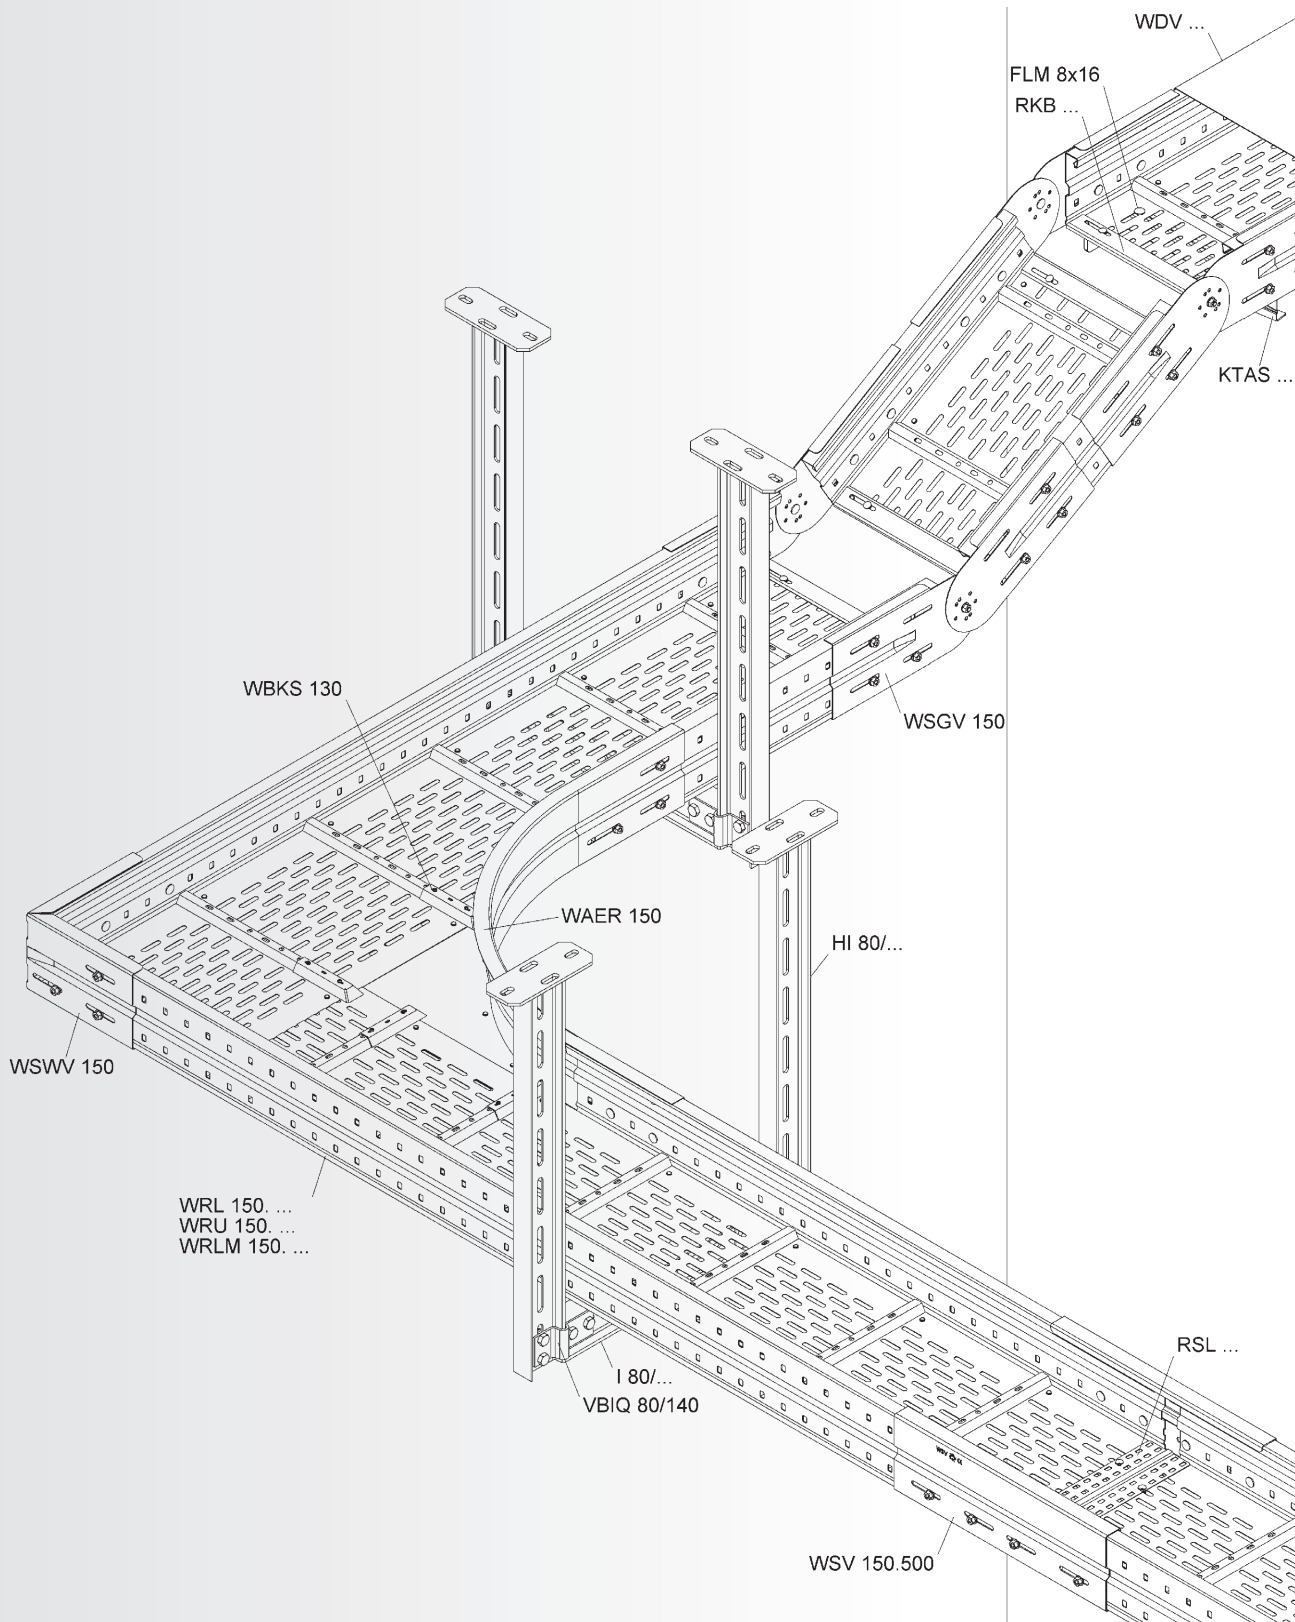 WDV ...
FLM 8x16
RKB ...
KTAS ...
WBKS 130
WSGV 150
WAER 150
HI 80/...
WSWV 150
WRL 150. ...
WRU 150. ...
WRLM 150. ...
RSL ...
I 80/...
VBIQ 80/140
WSV 150.500